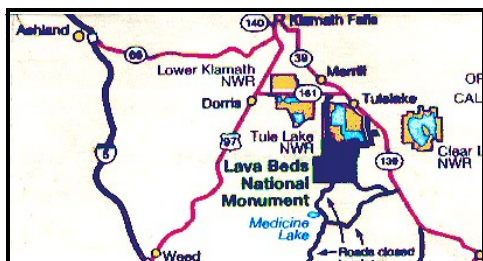 140
Klamath Falls
Ashland
66
39
Lower Klamath
NWR
Merrill
OR
161
Dorris
Tulelake
CAL
Tule Lake
NWR
97
Clear L
NWR
5
139
Lava Beds
National
Monument
Medicine
Lake
Weed
Roads closed